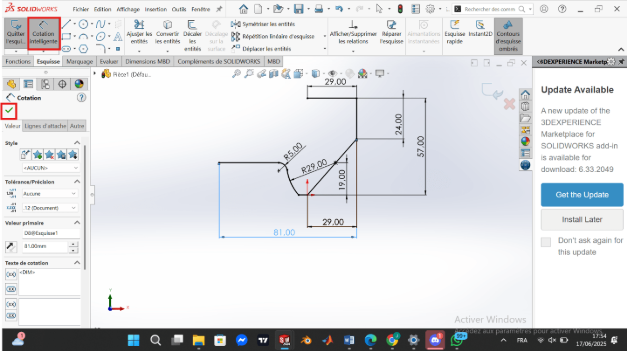 SOLIDWORKS
Fichier Edition Affichage Insertion Outils Fenêtre
Rechercher dans
Quitter l'esqui...
Cotation intelligente
Ajuster les entités
Convertir les entités
Décaler les entités
Décalage sur la surface
Symétriser les entités
Répétition linéaire d'esquisse
Déplacer les entités
Afficher/Supprimer les relations
Réparer l'esquisse
Esquisse rapide
Instant2D
Contours d'esquisse ombrés
Fonctions Esquisse Marquage Evaluer Dimensions MBD Compléments de SOLIDWORKS MBD
Pièce1 (Défau...
Cotation
Valeur Lignes d'attache Autre
Style
<AUCUN>
Tolérance/Précision
Aucune
.12 (Document)
Valeur primaire
D8@Esquisse1
81.00mm
Texte de cotation
<DIM>
29.00
24.00
57.00
R5.00
R29.00
19.00
29.00
81.00
3DEXPERIENCE Marketp
Update Available
A new update of the
3DEXPERIENCE
Marketplace for
SOLIDWORKS add-in
is available for
download: 6.33.2049
Get the Update
Install Later
Don't ask again for
this update
Activer Windows
Accédez aux paramètres pour activer Windows.
FRA
17:54
17/06/2025